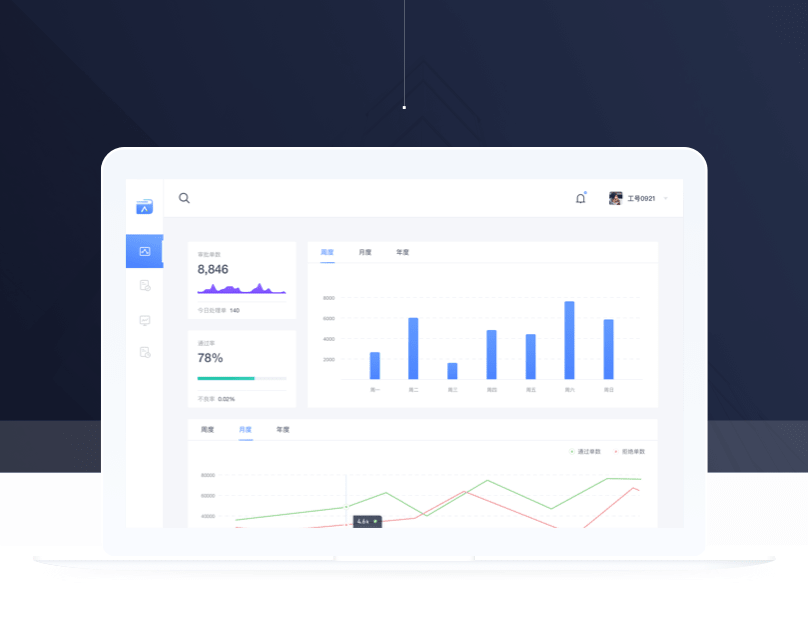 工号0921
审批单数
8,846
今日处理单 140
通过率
78%
不良率 0.02%
周度 月度 年度
8000
6000
4000
2000
周一 周二 周三 周四 周五 周六 周日
周度 月度 年度
通过单数 拒绝单数
80000
60000
40000